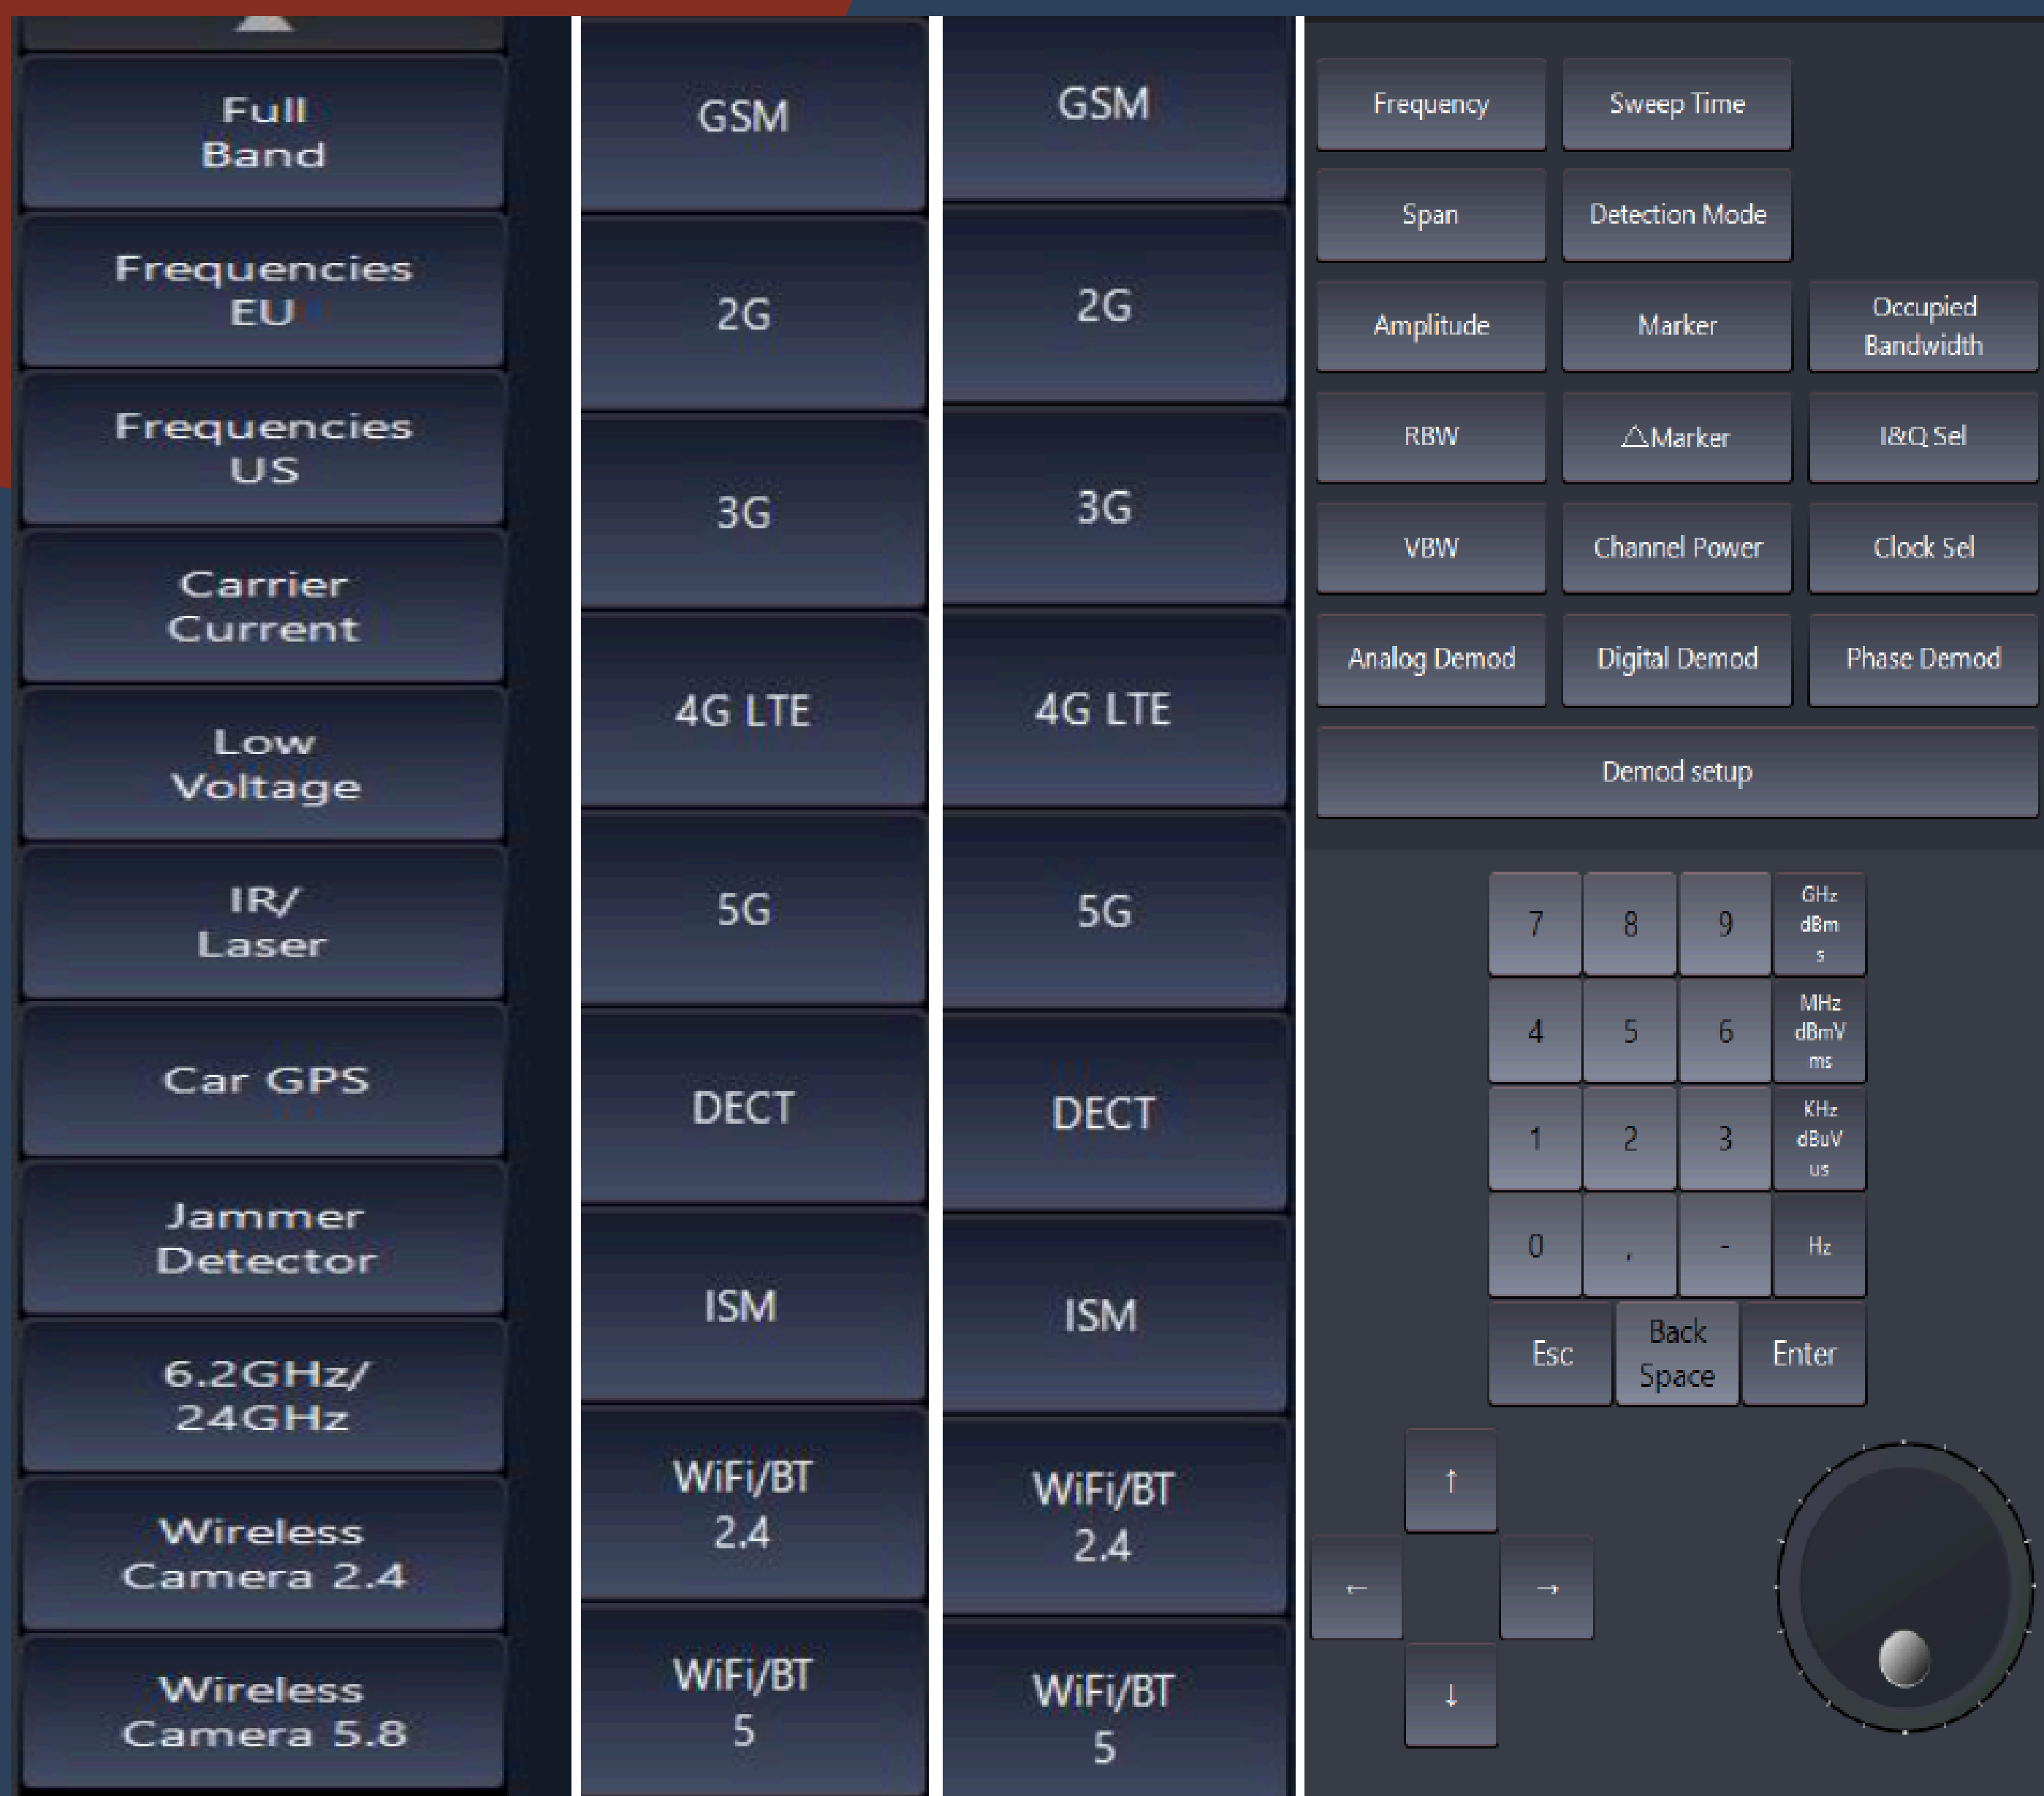 Full
Band
Frequencies
EU
Frequencies
US
Carrier
Current
Low
Voltage
IR/
Laser
Car GPS
Jammer
Detector
6.2GHz/
24GHz
Wireless
Camera 2.4
Wireless
Camera 5.8
GSM
2G
3G
4G LTE
5G
DECT
ISM
WiFi/BT
2.4
WiFi/BT
5
GSM
2G
3G
4G LTE
5G
DECT
ISM
WiFi/BT
2.4
WiFi/BT
5
Frequency
Sweep Time
Span
Detection Mode
Amplitude
Marker
Occupied
Bandwidth
RBW
△Marker
I&Q Sel
VBW
Channel Power
Clock Sel
Analog Demod
Digital Demod
Phase Demod
Demod setup
7
8
9
GHz
dBm
s
4
5
6
MHz
dBmV
ms
1
2
3
KHz
dBuV
us
0
,
-
Hz
Esc
Back
Space
Enter
↑
←
→
↓